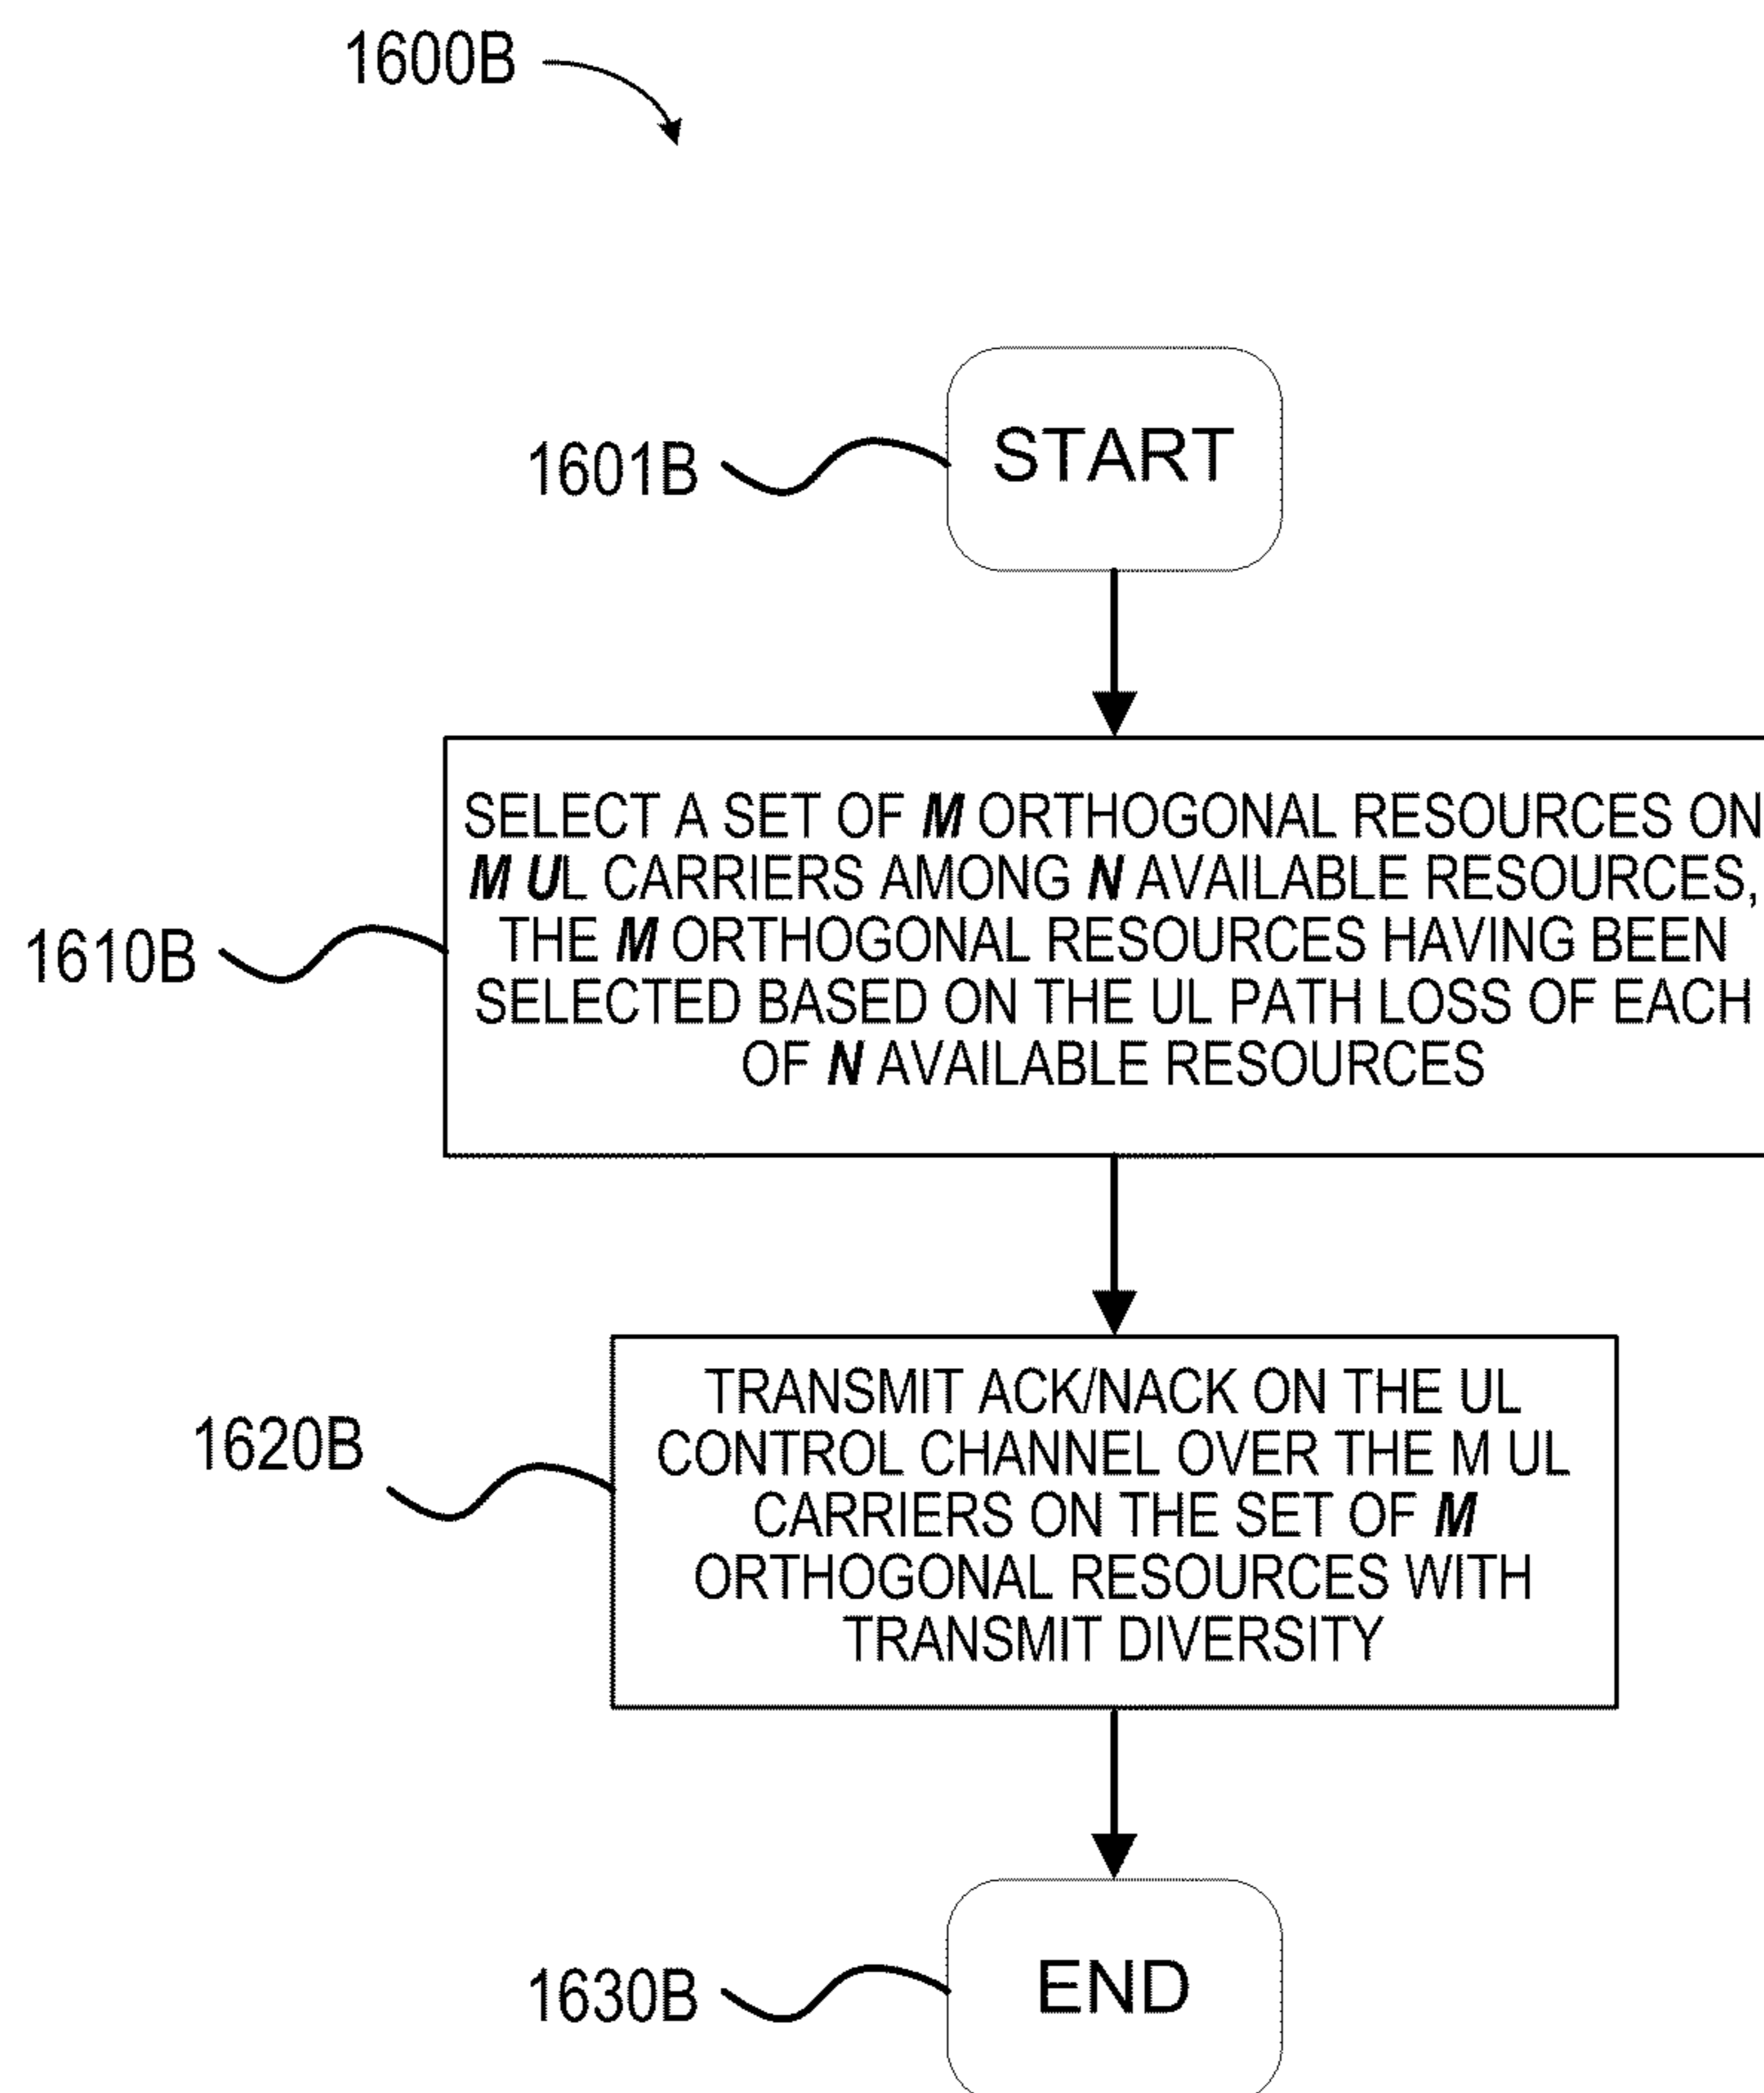 1600B
1601B
START
SELECT A SET OF M ORTHOGONAL RESOURCES ON
M UL CARRIERS AMONG N AVAILABLE RESOURCES,
THE M ORTHOGONAL RESOURCES HAVING BEEN
SELECTED BASED ON THE UL PATH LOSS OF EACH
OF N AVAILABLE RESOURCES
1610B
TRANSMIT ACK/NACK ON THE UL
CONTROL CHANNEL OVER THE M UL
CARRIERS ON THE SET OF M
ORTHOGONAL RESOURCES WITH
TRANSMIT DIVERSITY
1620B
1630B
END